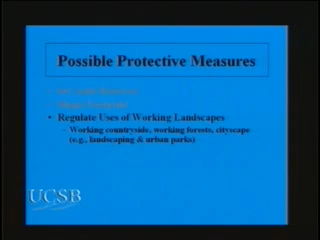 Possible Protective Measures
• Regulate Uses of Working Landscapes
– Working countryside, working forests, cityscape
(e.g., landscaping & urban parks)
UCSB